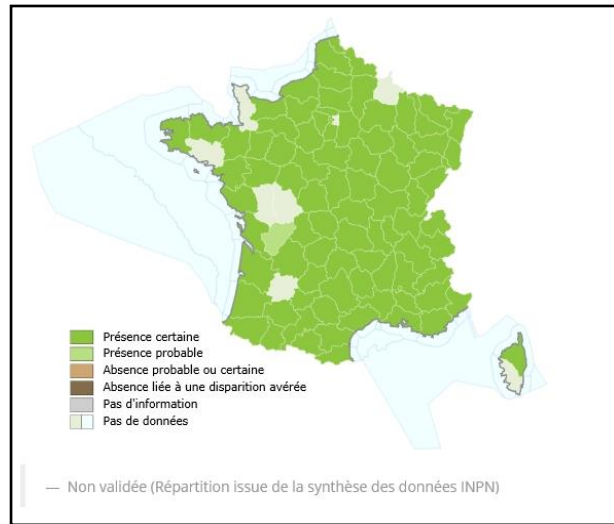 Présence certaine
Présence probable
Absence probable ou certaine
Absence liée à une disparition avérée
Pas d'information
Pas de données
— Non validée (Répartition issue de la synthèse des données INPN)